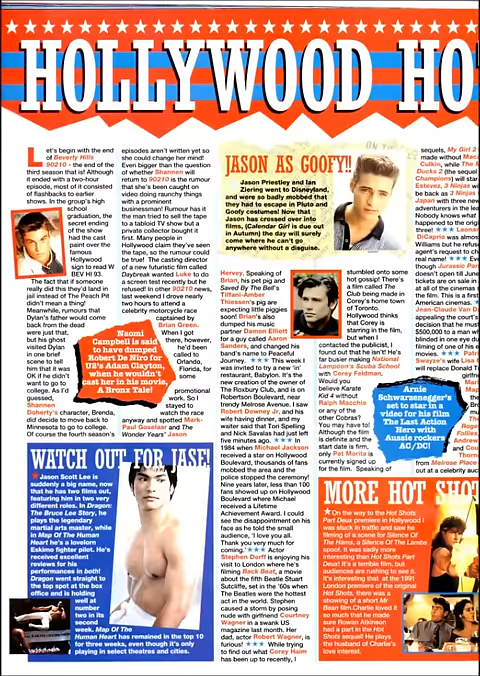 HOLLYWOOD HO
Let's begin with the end
of Beverly Hills
90210 - the end of the
third season that is! Although
it ended with a two-hour
episode, most of it consisted
of flashbacks to earlier
shows. In the group's high
school
graduation, the
secret ending
of the show
had the cast
paint over the
famous
Hollywood
sign to read W
BEV HI 93.
The fact that if someone
really did this they'd land in
jail instead of The Peach Pit
didn't mean a thing!
Meanwhile, rumours that
Dylan's father would come
back from the dead
were just that,
but his ghost
visited Dylan
in one brief
scene to tell
him that it was
OK if he didn't
want to go to
college. As I'd
guessed,
Shannen
Doherty's character, Brenda,
did decide to move back to
Minnesota to go to college.
Of course the fourth season's
episodes aren't written yet so
she could change her mind!
Even bigger than the question
of whether Shannen will
return to 90210 is the rumour
that she's been caught on
video doing raunchy things
with a prominent
businessman! Rumour has it
the man tried to sell the tape
to a tabloid TV show but a
private collector bought it
first. Many people in
Hollywood claim they've seen
the tape, so the rumour could
be true! The casting director
of a new futuristic film called
Daybreak wanted Luke to do
a screen test recently but he
refused! In other 90210 news,
last weekend I drove nearly
two hours to attend a
celebrity motorcycle race
captained by
Brian Green.
When I got
there, however,
he'd been
called to
Orlando,
Florida, for
some
promotional
work. So I
stayed to
watch the race
anyway and spotted Mark-
Paul Gosselaar and The
Wonder Years' Jason
Naomi
Campbell is said
to have dumped
Robert De Niro for
U2's Adam Clayton,
when he wouldn't
cast her in his movie,
A Bronx Tale!
JASON AS GOOFY!!
Jason Priestley and Ian
Ziering went to Disneyland,
and were so badly mobbed that
they had to escape in Pluto and
Goofy costumes! Now that
Jason has crossed over into
films, (Calendar Girl is due out
in Autumn) the day will surely
come where he can't go
anywhere without a disguise.
Hervey. Speaking of
Brian, his pet pig and
Saved By The Bell's
Tiffani-Amber
Thiessen's pig are
expecting little piggies
soon! Brian's also
dumped his music
partner Damon Elliott
for a guy called Aaron
Sanders, and changed his
band's name to Peaceful
Journey. ★★★ This week I
was invited to try a new 'in'
restaurant, Babylon. It's the
new creation of the owner of
The Roxbury Club, and is on
Robertson Boulevard, near
trendy Melrose Avenue. I saw
Robert Downey Jr, and his
wife having dinner, and my
waiter said that Tori Spelling
and Nick Savalas had just left
five minutes ago. ★★★ In
1984 when Michael Jackson
received a star on Hollywood
Boulevard, thousands of fans
mobbed the area and the
police stopped the ceremony!
Nine years later, less than 100
fans showed up on Hollywood
Boulevard where Michael
received a Lifetime
Achievement Award. I could
see the disappointment on his
face as he told the small
audience, 'I love you all.
Thank you very much for
coming.' ★★★ Actor
Stephen Dorff is enjoying his
visit to London where he's
filming Back Beat, a movie
about the fifth Beatle Stuart
Sutcliffe, set in the '60s when
The Beatles were the hottest
act in the world. Stephen
caused a storm by posing
nude with girlfriend Courtney
Wagner in a swank US
magazine last month. Her
dad, actor Robert Wagner, is
furious! ★★★ While trying
to find out what Corey Haim
has been up to recently, I
stumbled onto some
hot gossip! There's
a film called The
Club being made in
Corey's home town
of Toronto.
Hollywood thinks
that Corey is
starring in the film,
but when I
contacted the publicist, I
found out that he isn't! He's
far busier making National
Lampoon's Scuba School
with Corey Feldman.
Would you
believe Karate
Kid 4 without
Ralph Macchio
or any of the
other Cobras?
You may have to!
Although the film
is definite and the
start date is firm,
only Pat Morita is
currently signed up
for the film. Speaking of
Arnie
Schwarzenegger's
set to star in a
video for his film
The Last Action
Hero with
Aussie rockers
AC/DC!
sequels, My Girl 2
made without Mac
Culkin, while The M
Ducks 2 (the sequel
Champions) will star
Estevez, 3 Ninjas wi
be back as 3 Ninjas
Japan with three new
adventurers in the lea
Nobody knows what
happened to the origi
three! ★★★ Leonar
DiCaprio was almost
Williams but he refus
agent's request to ch
real name! ★★★ Eve
though Jurassic Par
doesn't open till June
tickets are on sale in a
all of the cinemas
the film. This is a first
American cinemas.
Jean-Claude Van D
appealing the court's
decision that he must
$500,000 to a man wh
blinded in one eye du
filming of one of his e
movies. ★★★ Patri
Swayze's wife Lisa
ill replace Donald T
from Melrose Place
out at a celebrity auc
WATCH OUT FOR JASE!
★Jason Scott Lee is
suddenly a big name, now
that he has two films out,
featuring him in two very
different roles. In Dragon:
The Bruce Lee Story, he
plays the legendary
martial arts master, while
in Map Of The Human
Heart he's a lovelorn
Eskimo fighter pilot. He's
received excellent
reviews for his
performances in both!
Dragon went straight to
the top spot at the box
office and is holding
well at
number
two in its
second
week. Map Of The
Human Heart has remained in the top 10
for three weeks, even though it's only
playing in select theatres and cities.
MORE HOT SHO
★On the way to the Hot Shots
Part Deux premiere in Hollywood I
was stuck in traffic and saw he
filming of a scene for Silence Of
The Hams, a Silence Of The Lambs
spoof. It was sadly more
interesting than Hot Shots Part
Deux! It's a terrible film, but
audiences are rushing to see it.
It's interesting that at the 1991
London premiere of the original
Hot Shots, there was a
showing of a short Mr
Bean film.Charlie loved it
so much that he made
sure Rowan Atkinson
had a part in the Hot
Shots sequel! He plays
the husband of Charlie's
love interest.